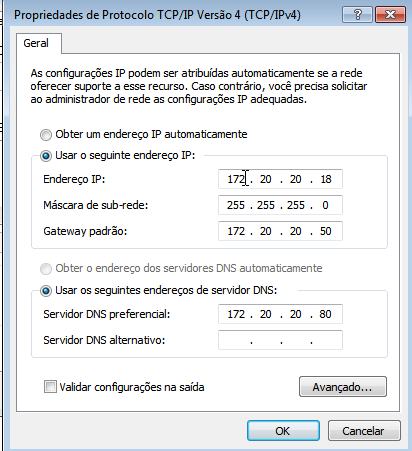 Propriedades de Protocolo TCP/IP Versão 4 (TCP/IPv4)
Geral
As configurações IP podem ser atribuídas automaticamente se a rede
oferecer suporte a esse recurso. Caso contrário, você precisa solicitar
ao administrador de rede as configurações IP adequadas.
Obter um endereço IP automaticamente
Usar o seguinte endereço IP:
Endereço IP: 172 . 20 . 20 . 18
Máscara de sub-rede: 255 . 255 . 255 . 0
Gateway padrão: 172 . 20 . 20 . 50
Obter o endereço dos servidores DNS automaticamente
Usar os seguintes endereços de servidor DNS:
Servidor DNS preferencial: 172 . 20 . 20 . 80
Servidor DNS alternativo: . . .
Validar configurações na saída
Avançado...
OK Cancelar